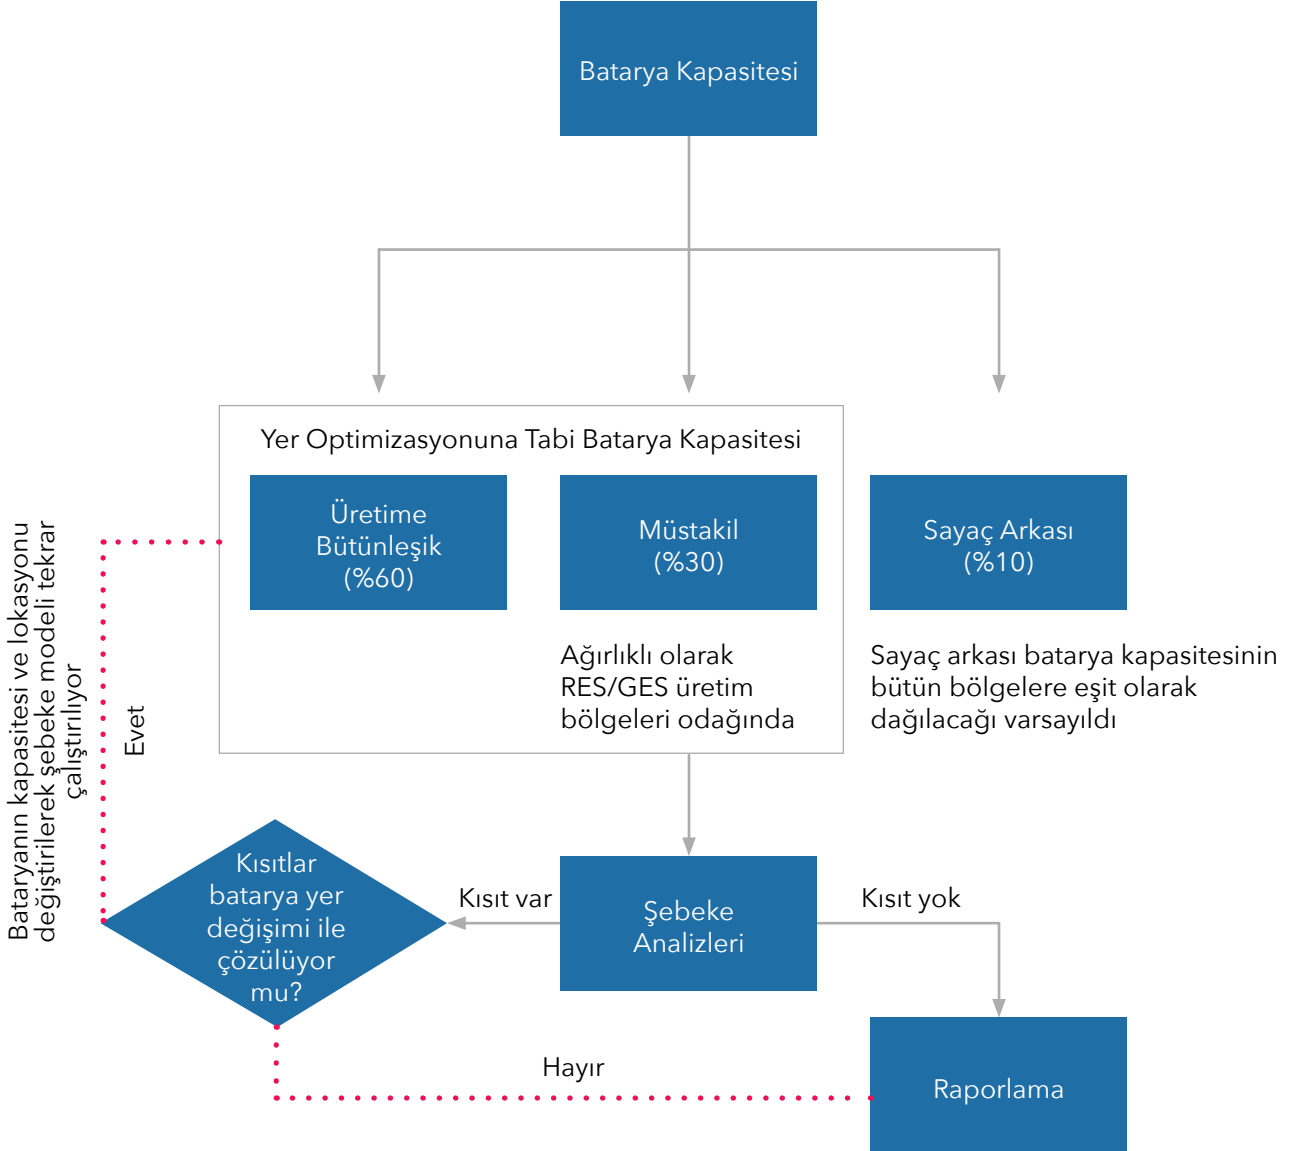 Batarya Kapasitesi
Yer Optimizasyonuna Tabi Batarya Kapasitesi
Üretime
Bütünleşik
(%60)
Müstakil
(%30)
Sayaç Arkası
(%10)
Ağırlıklı olarak
RES/GES üretim
bölgeleri odağında
Sayaç arkası batarya kapasitesinin
bütün bölgelere eşit olarak
dağılacağı varsayıldı
Bataryanın kapasitesi ve lokasyonu
değiştirilerek şebeke modeli tekrar
çalıştırılıyor
Evet
Kısıtlar
batarya yer
değişimi ile
çözülüyor
mu?
Kısıt var
Şebeke
Analizleri
Kısıt yok
Hayır
Raporlama